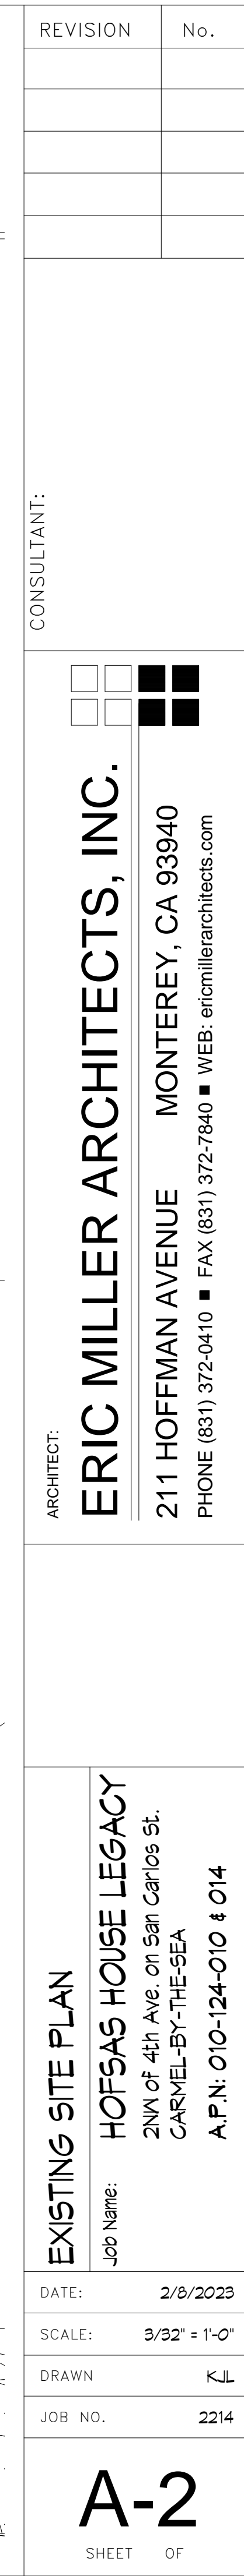 REVISION No.
CONSULTANT:
ARCHITECT:
ERIC MILLER ARCHITECTS, INC.
211 HOFFMAN AVENUE MONTEREY, CA 93940
PHONE (831) 372-0410 ■ FAX (831) 372-7840 ■ WEB: ericmillerarchitects.com
EXISTING SITE PLAN
Job Name:
HOFSAS HOUSE LEGACY
2NW of 4th Ave. on San Carlos St.
CARMEL-BY-THE-SEA
A.P.N: 010-124-010 & 014
DATE: 2/8/2023
SCALE: 3/32" = 1'-0"
DRAWN KJL
JOB NO. 2214
A-2
SHEET OF